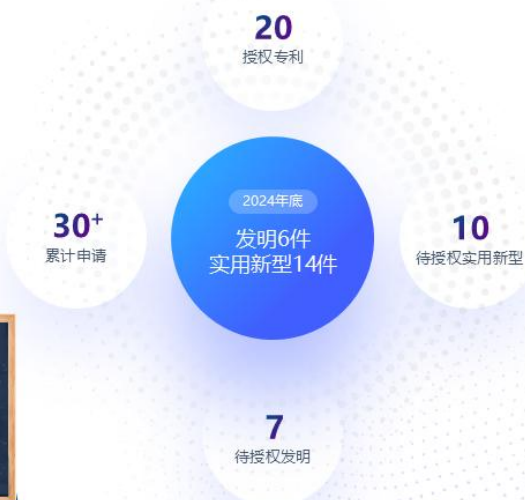 20
授权专利
30+
累计申请
2024年底
发明6件
实用新型14件
10
待授权实用新型
7
待授权发明